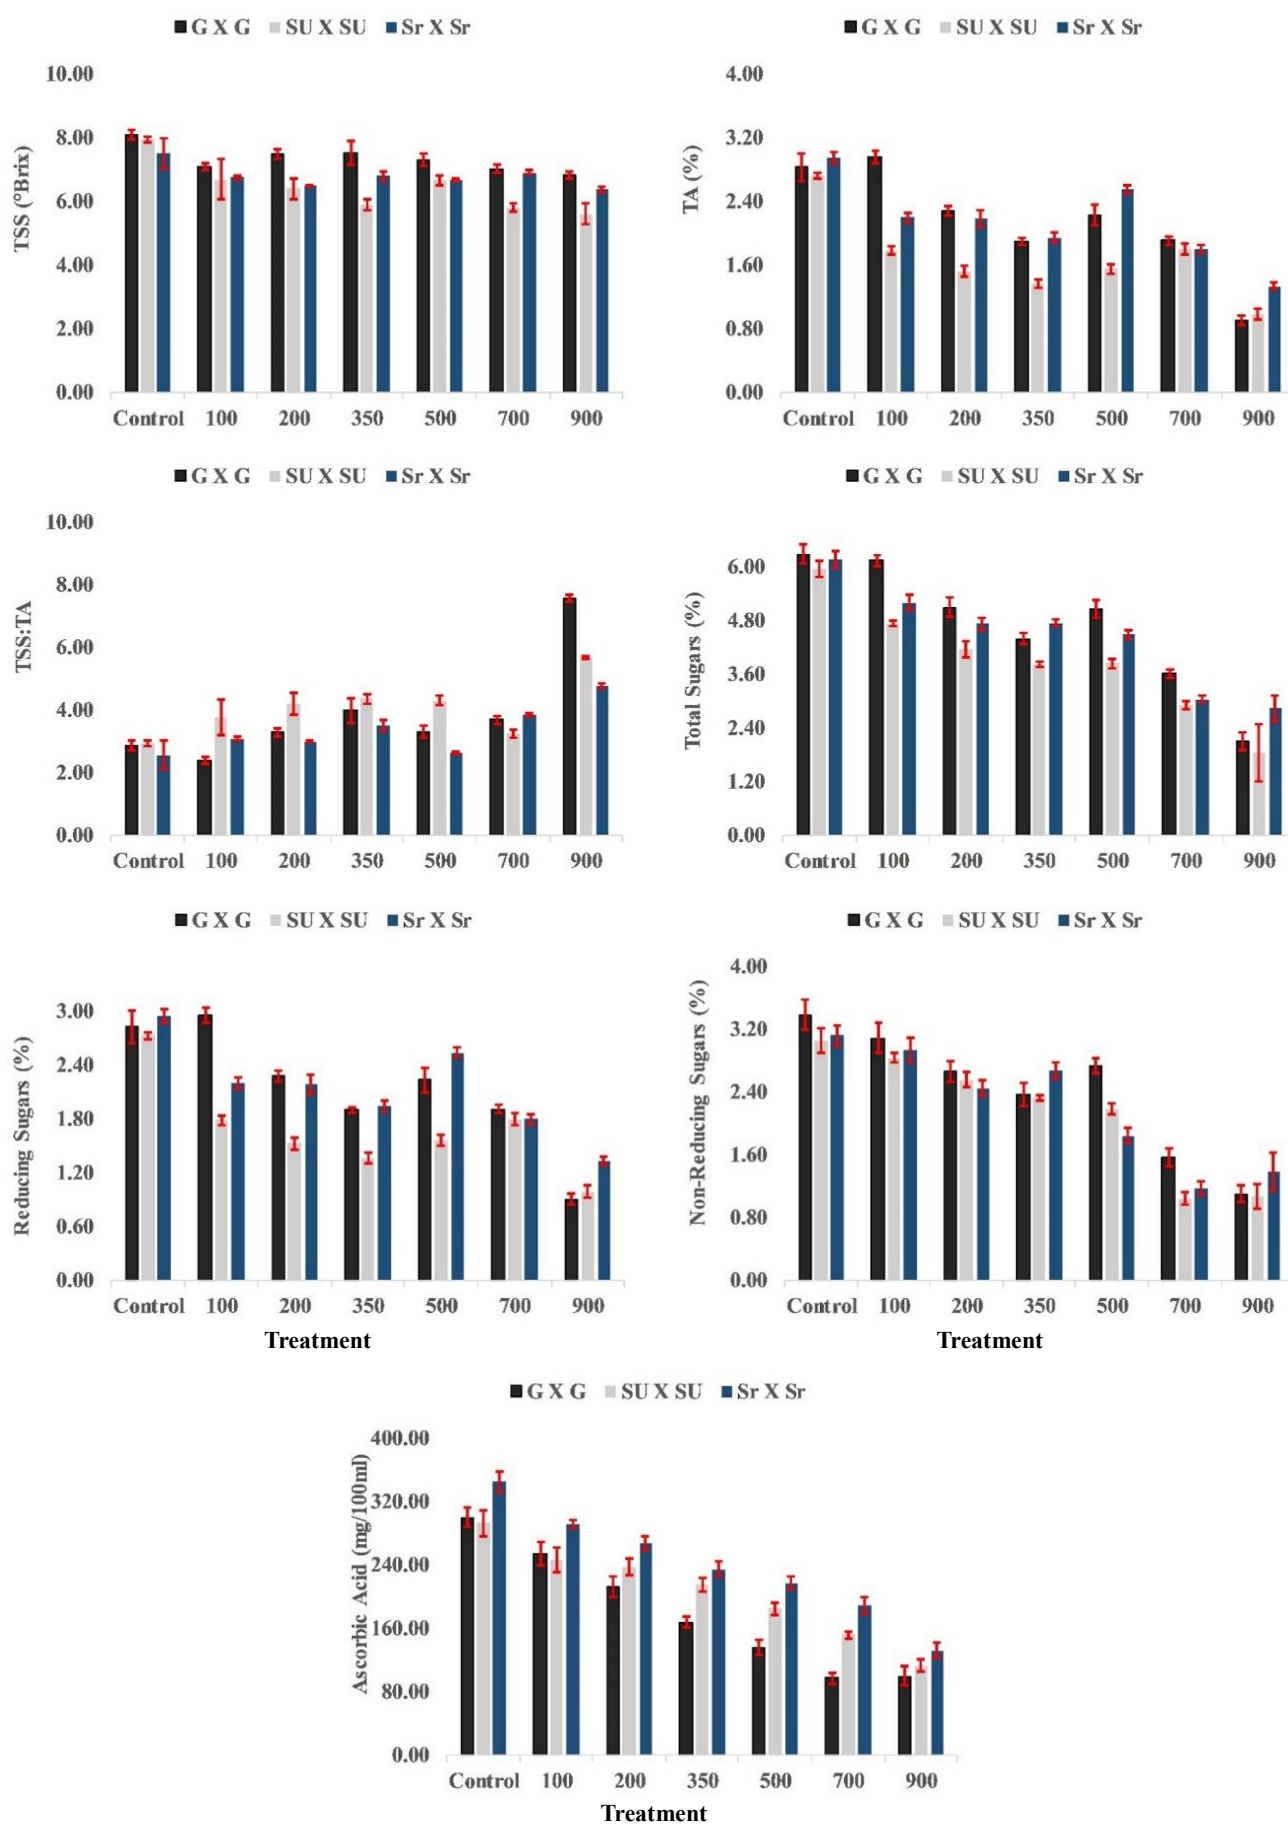 G X G SU X SU Sr X Sr
10.00
8.00
6.00
4.00
2.00
0.00
TSS (°Brix)
Control 100 200 350 500 700 900
G X G SU X SU Sr X Sr
4.00
3.20
2.40
1.60
0.80
0.00
TA (%)
Control 100 200 350 500 700 900
G X G SU X SU Sr X Sr
10.00
8.00
6.00
4.00
2.00
0.00
TSS:TA
Control 100 200 350 500 700 900
G X G SU X SU Sr X Sr
6.00
4.80
3.60
2.40
1.20
0.00
Total Sugars (%)
Control 100 200 350 500 700 900
G X G SU X SU Sr X Sr
3.00
2.40
1.80
1.20
0.60
0.00
Reducing Sugars (%)
Control 100 200 350 500 700 900
Treatment
G X G SU X SU Sr X Sr
4.00
3.20
2.40
1.60
0.80
0.00
Non-Reducing Sugars (%)
Control 100 200 350 500 700 900
Treatment
G X G SU X SU Sr X Sr
400.00
320.00
240.00
160.00
80.00
0.00
Ascorbic Acid (mg/100ml)
Control 100 200 350 500 700 900
Treatment